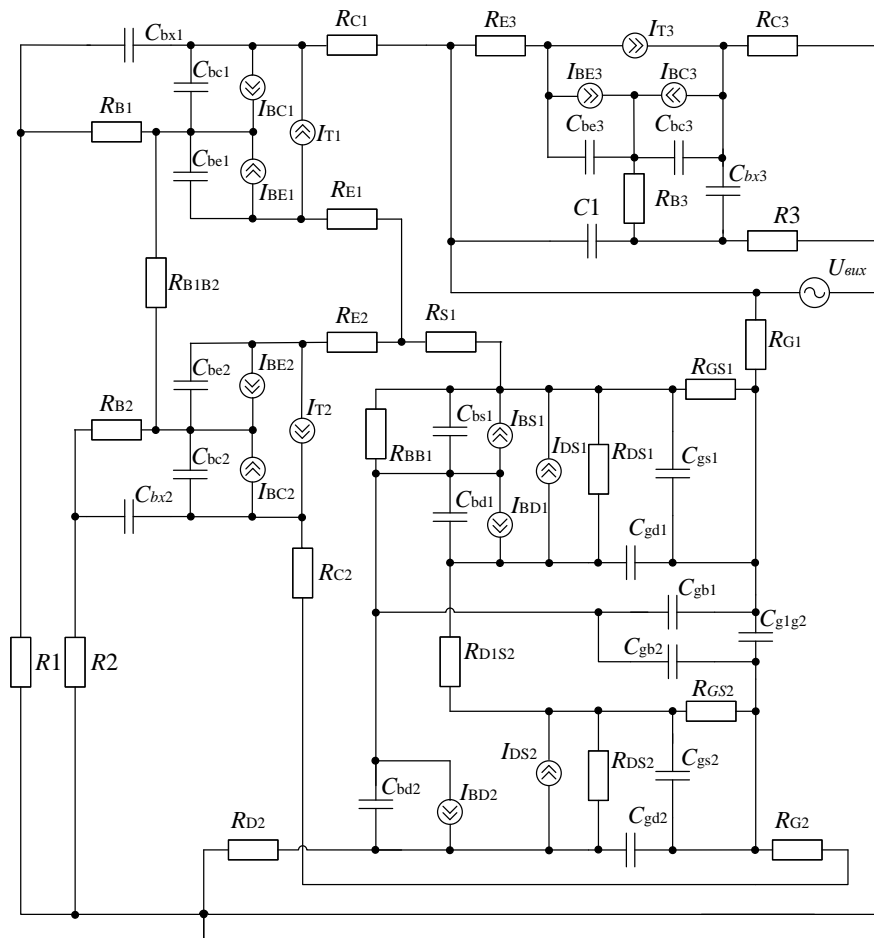 Cbx1 RC1 RE3 IT3 RC3
Cbc1 IBC1 IBE3 IBC3
RB1 IT1 Cbe3 Cbc3
Cbe1 IBE1 RE1 RB3 Cbx3
C1 R3
RB1B2 Uвих
RE2 RS1 RG1
Cbe2 IBE2 IT2 RGS1
RB2 Cbs1 IBS1
RBB1 IDS1 RDS1 Cgs1
Cbc2 IBC2
Cbx2 Cbd1 IBD1 Cgd1
RC2
Cgb1 Cg1g2
R1 R2 RD1S2 Cgb2
RGS2
IDS2 RDS2 Cgs2
Cbd2 IBD2
RD2 Cgd2 RG2